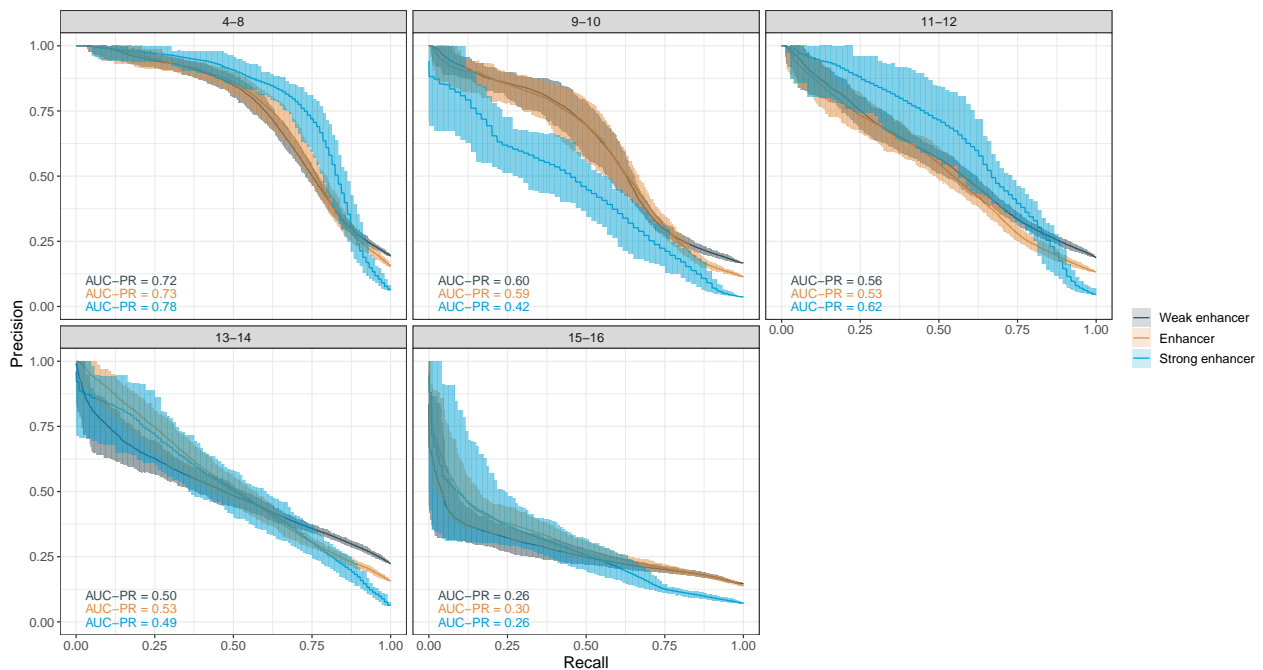 4−8
9−10
11−12
1.00
0.75
0.50
0.25
0.00
AUC−PR = 0.72
AUC−PR = 0.73
AUC−PR = 0.78
AUC−PR = 0.60
AUC−PR = 0.59
AUC−PR = 0.42
AUC−PR = 0.56
AUC−PR = 0.53
AUC−PR = 0.62
0.00 0.25 0.50 0.75 1.00
Precision
Weak enhancer
Enhancer
Strong enhancer
13−14
15−16
1.00
0.75
0.50
0.25
0.00
AUC−PR = 0.50
AUC−PR = 0.53
AUC−PR = 0.49
AUC−PR = 0.26
AUC−PR = 0.30
AUC−PR = 0.26
0.00 0.25 0.50 0.75 1.00
0.00 0.25 0.50 0.75 1.00
Recall